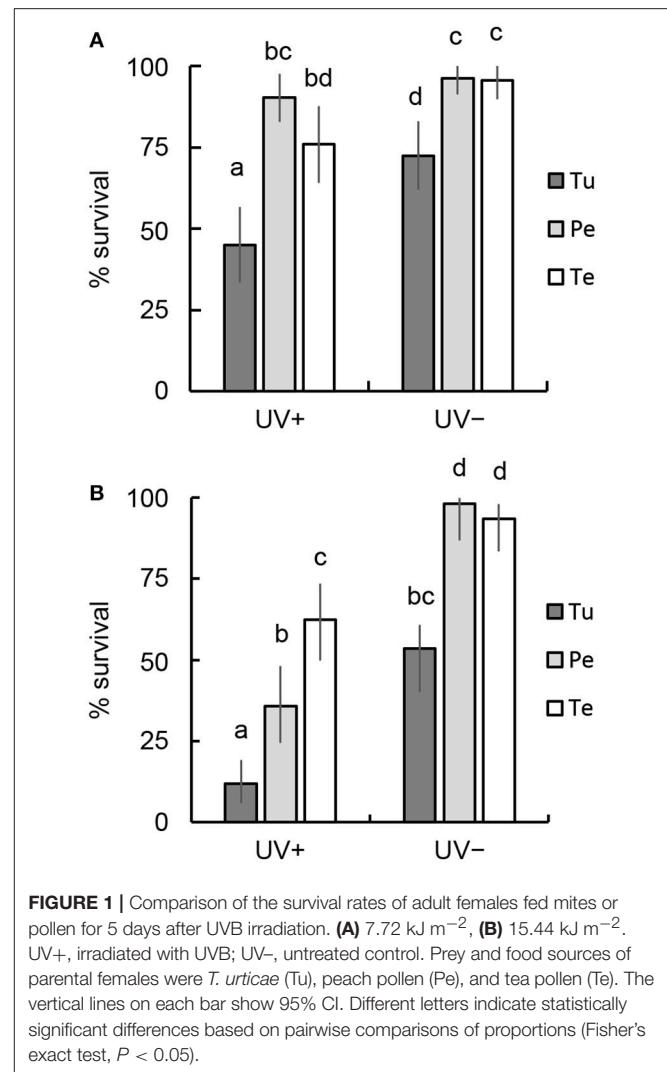 A
% survival
100
75
50
25
0
a
bc
bd
d
c
c
UV+
UV−
Tu
Pe
Te
B
% survival
100
75
50
25
0
a
b
c
bc
d
d
UV+
UV−
Tu
Pe
Te
FIGURE 1 | Comparison of the survival rates of adult females fed mites or
pollen for 5 days after UVB irradiation. (A) 7.72 kJ m−2, (B) 15.44 kJ m−2.
UV+, irradiated with UVB; UV–, untreated control. Prey and food sources of
parental females were T. urticae (Tu), peach pollen (Pe), and tea pollen (Te). The
vertical lines on each bar show 95% CI. Different letters indicate statistically
significant differences based on pairwise comparisons of proportions (Fisher's
exact test, P < 0.05).